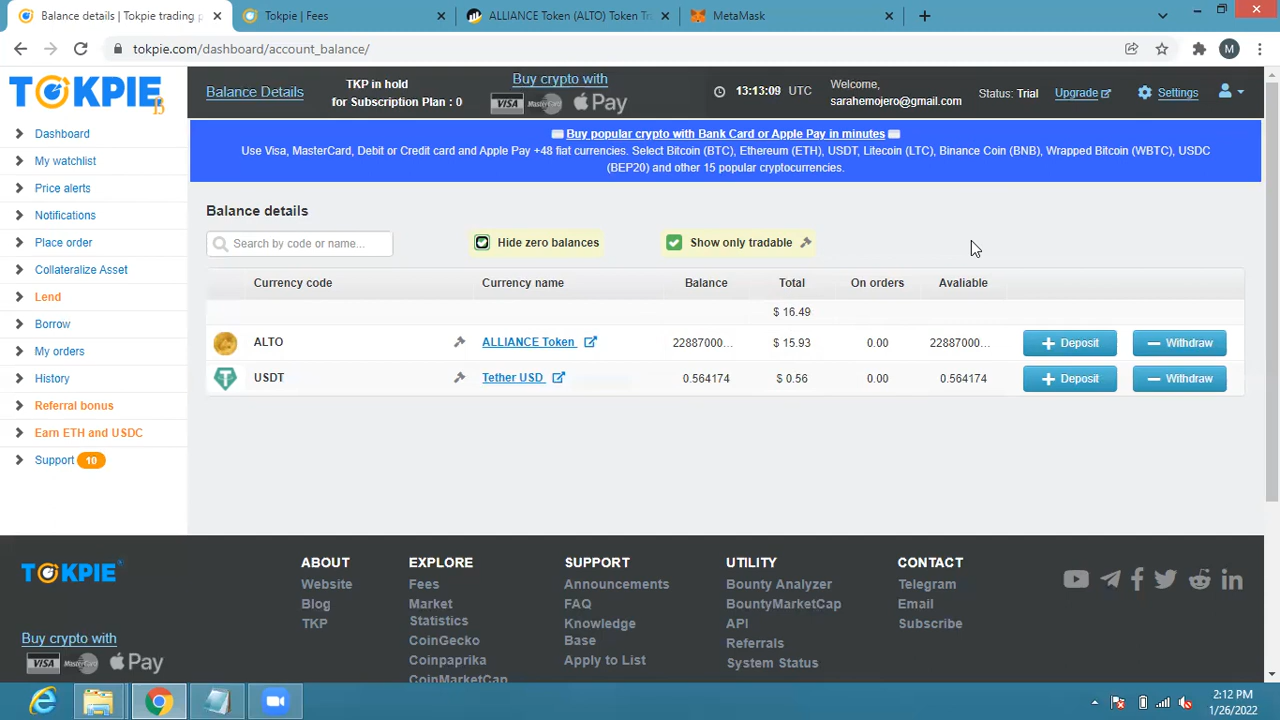 Balance details | Tokpie trading p
Tokpie | Fees
ALLIANCE Token (ALTO) Token Tr
MetaMask
tokpie.com/dashboard/account_balance/
M
TOKPIE
Balance Details
TKP in hold
for Subscription Plan : 0
Buy crypto with
VISA MasterCard Pay
13:13:09 UTC
Welcome,
sarahemojero@gmail.com
Status: Trial
Upgrade
Settings
Buy popular crypto with Bank Card or Apple Pay in minutes
Use Visa, MasterCard, Debit or Credit card and Apple Pay +48 fiat currencies. Select Bitcoin (BTC), Ethereum (ETH), USDT, Litecoin (LTC), Binance Coin (BNB), Wrapped Bitcoin (WBTC), USDC
(BEP20) and other 15 popular cryptocurrencies.
Dashboard
My watchlist
Price alerts
Notifications
Place order
Collateralize Asset
Lend
Borrow
My orders
History
Referral bonus
Earn ETH and USDC
Support 10
Balance details
Search by code or name...
Hide zero balances
Show only tradable
Currency code Currency name Balance Total On orders Avaliable
$ 16.49
ALTO ALLIANCE Token 22887000... $ 15.93 0.00 22887000... Deposit Withdraw
USDT Tether USD 0.564174 $ 0.56 0.00 0.564174 Deposit Withdraw
TOKPIE
Buy crypto with
VISA MasterCard Pay
ABOUT
Website
Blog
TKP
EXPLORE
Fees
Market
Statistics
CoinGecko
Coinpaprika
CoinMarketCap
SUPPORT
Announcements
FAQ
Knowledge
Base
Apply to List
UTILITY
Bounty Analyzer
BountyMarketCap
API
Referrals
System Status
CONTACT
Telegram
Email
Subscribe
2:12 PM
1/26/2022